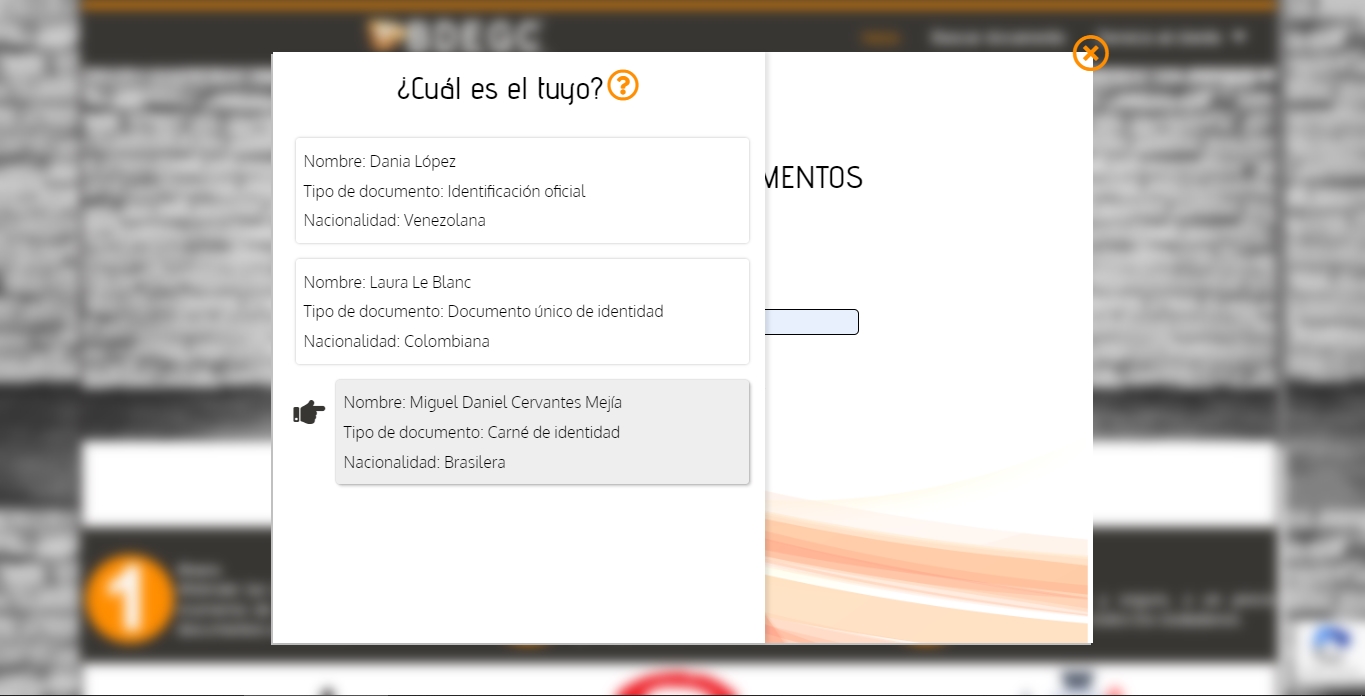 BDEGC
¿Cuál es el tuyo?
Nombre: Dania López
Tipo de documento: Identificación oficial
Nacionalidad: Venezolana
MENTOS
Nombre: Laura Le Blanc
Tipo de documento: Documento único de identidad
Nacionalidad: Colombiana
Nombre: Miguel Daniel Cervantes Mejía
Tipo de documento: Carné de identidad
Nacionalidad: Brasilera
1